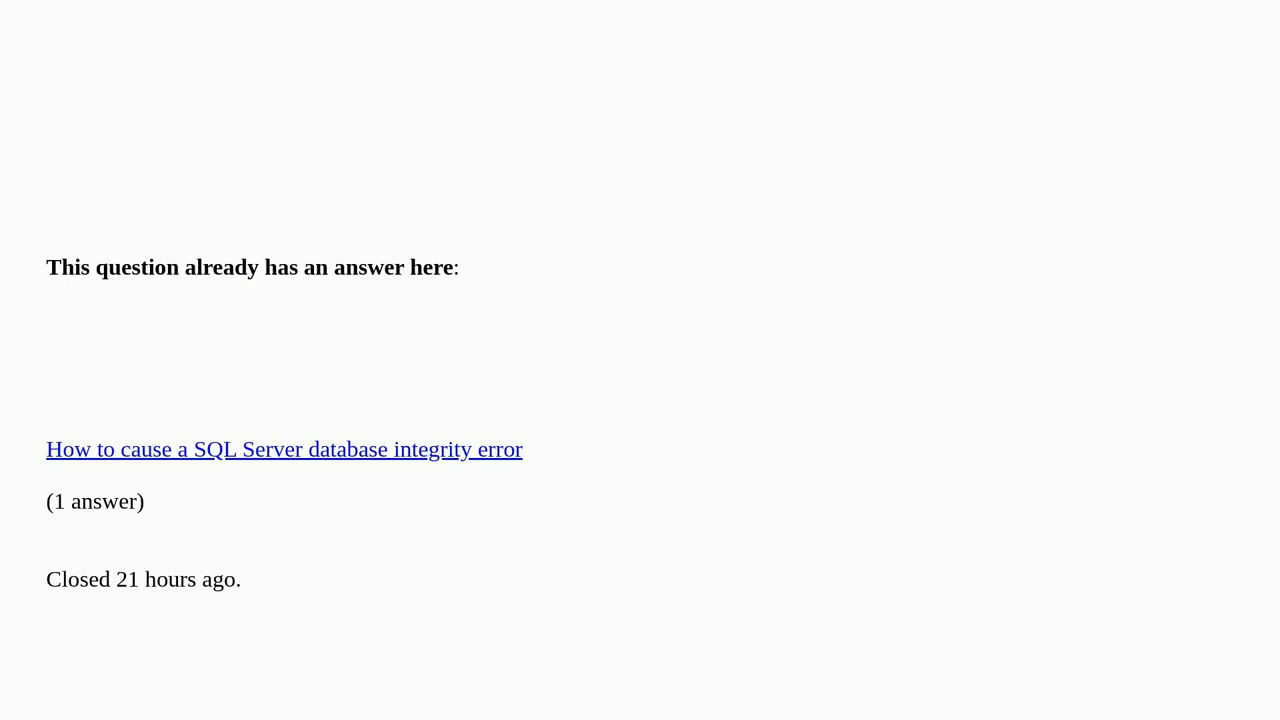 This question already has an answer here:
How to cause a SQL Server database integrity error
(1 answer)
Closed 21 hours ago.